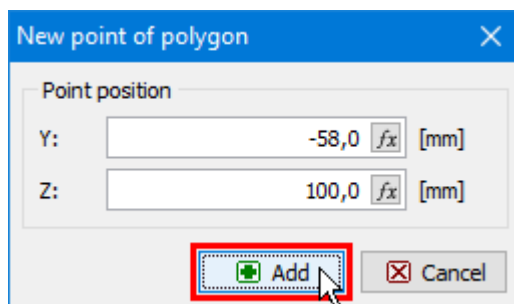 New point of polygon
Point position
Y: -58,0 fx [mm]
Z: 100,0 fx [mm]
Add Cancel